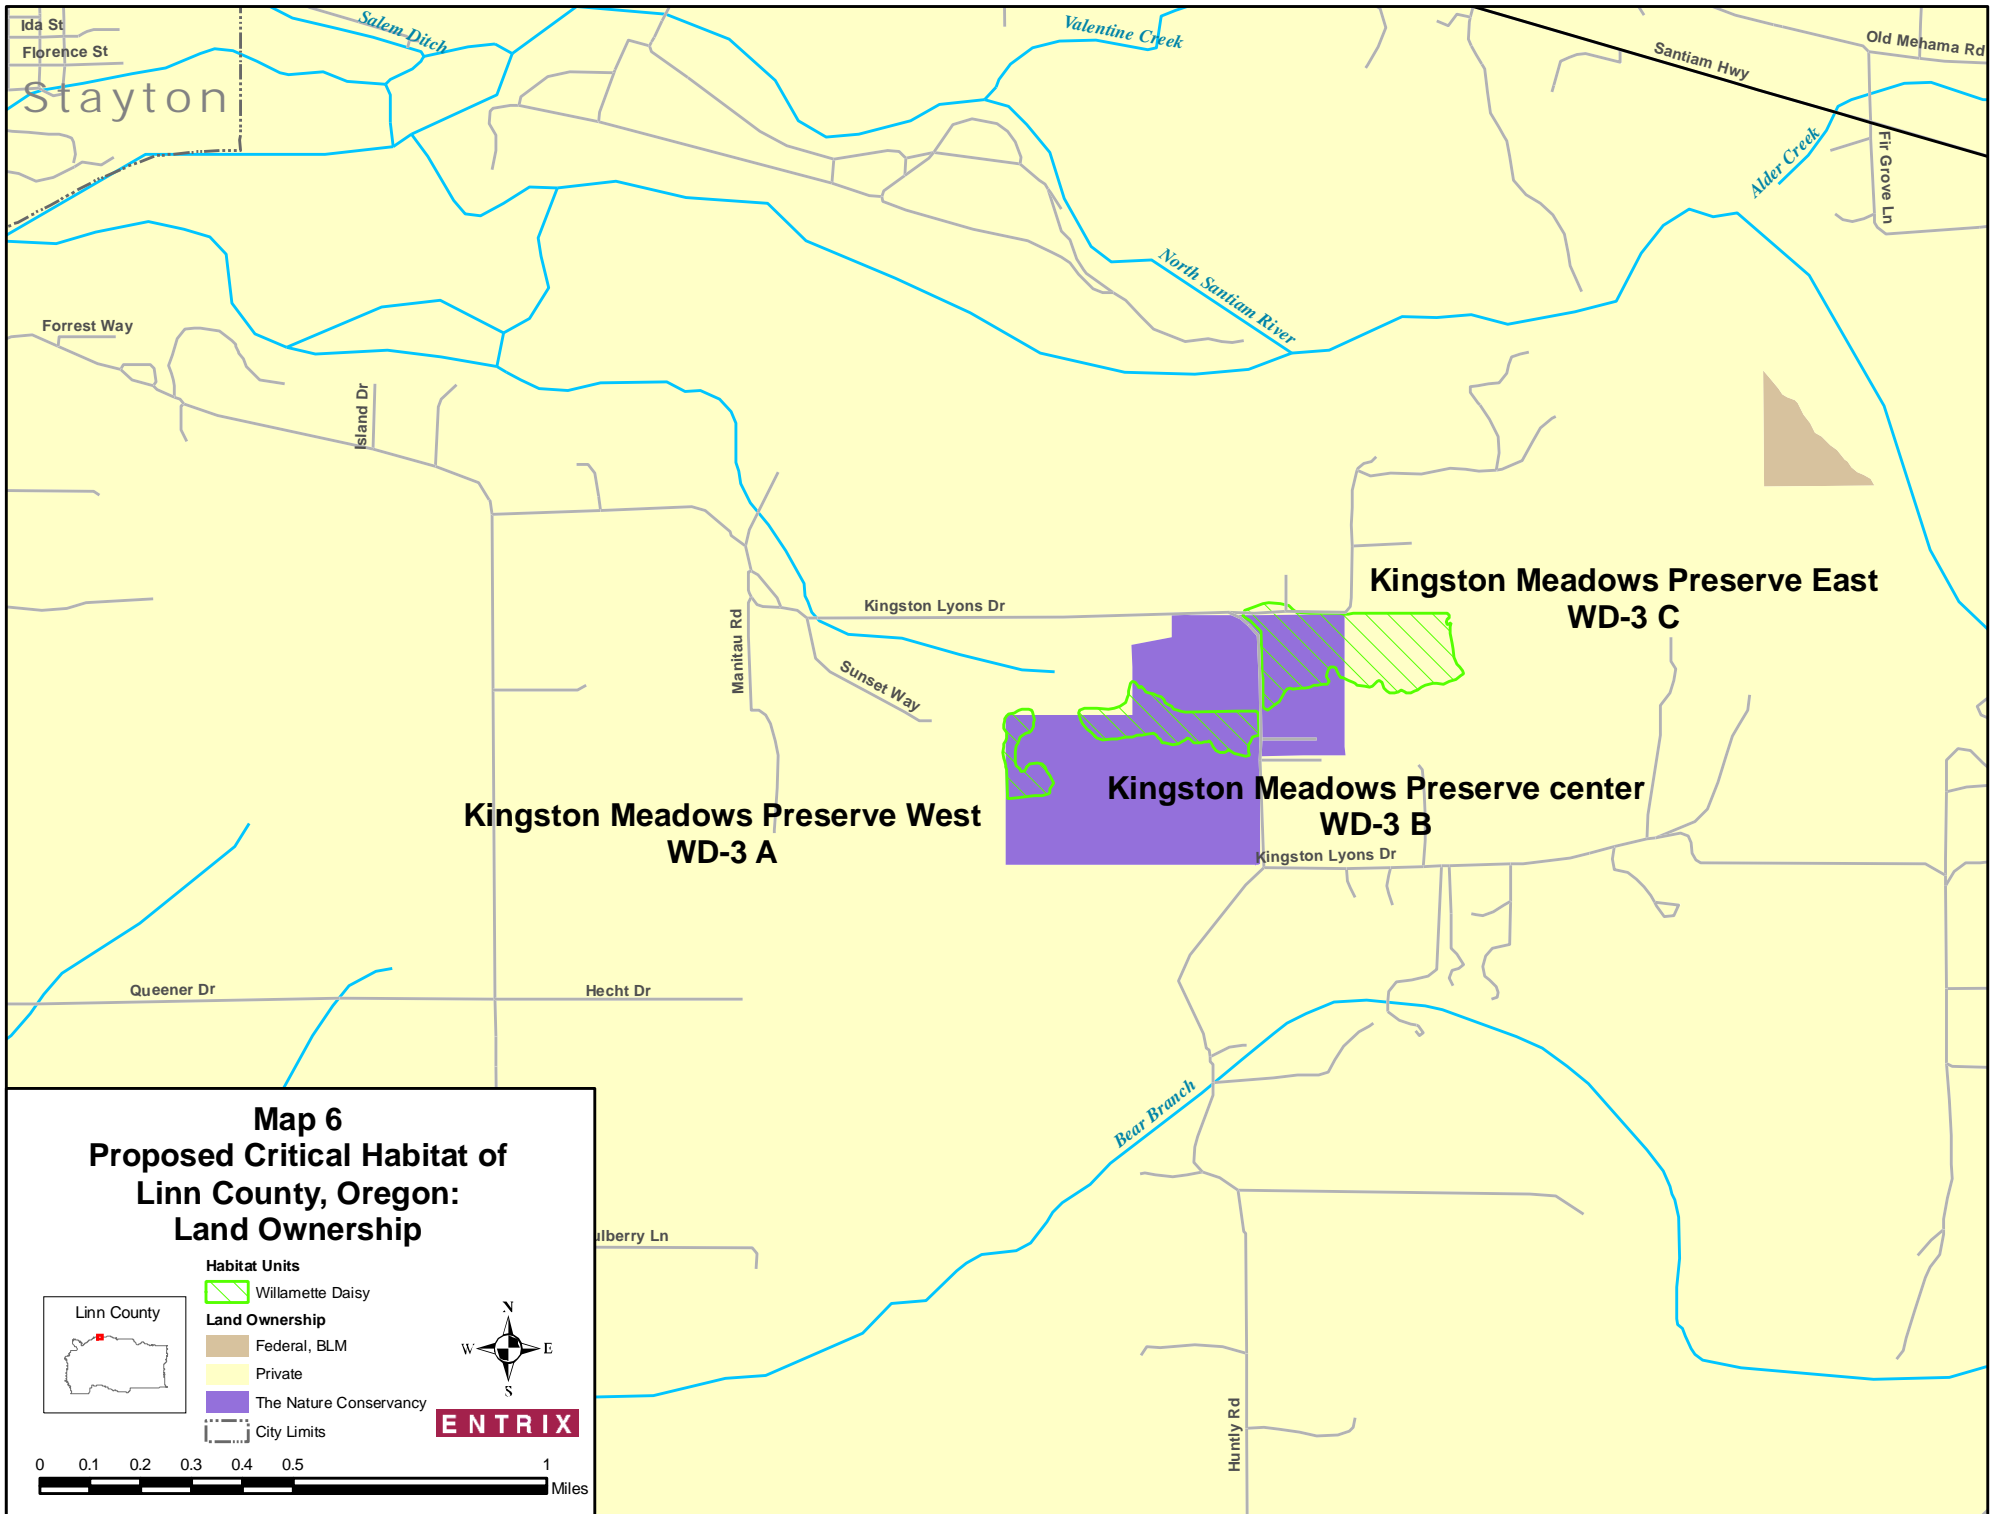 Ida St
Florence St
Stayton
Salem Ditch
Valentine Creek
Santiam Hwy
Old Mehama Rd
Alder Creek
Fir Grove Ln
North Santiam River
Forrest Way
Island Dr
Kingston Lyons Dr
Manitau Rd
Sunset Way
Kingston Meadows Preserve East
WD-3 C
Kingston Meadows Preserve West
WD-3 A
Kingston Meadows Preserve center
WD-3 B
Kingston Lyons Dr
Queener Dr
Hecht Dr
Bear Branch
ulberry Ln
Huntly Rd
Map 6
Proposed Critical Habitat of
Linn County, Oregon:
Land Ownership
Habitat Units
Willamette Daisy
Land Ownership
Federal, BLM
Private
The Nature Conservancy
City Limits
Linn County
N
W E
S
ENTRIX
0 0.1 0.2 0.3 0.4 0.5 1
Miles